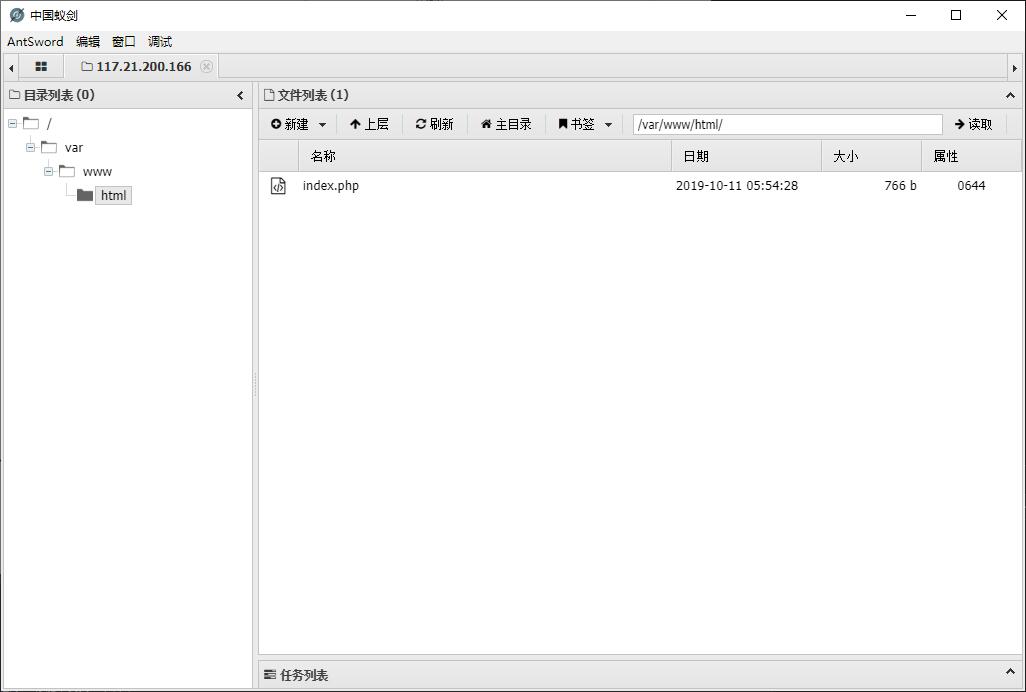 中国蚁剑
AntSword 编辑 窗口 调试
117.21.200.166
目录列表 (0)
文件列表 (1)
新建 上层 刷新 主目录 书签 /var/www/html/ 读取
名称 日期 大小 属性
/
var
www
html
index.php 2019-10-11 05:54:28 766 b 0644
任务列表